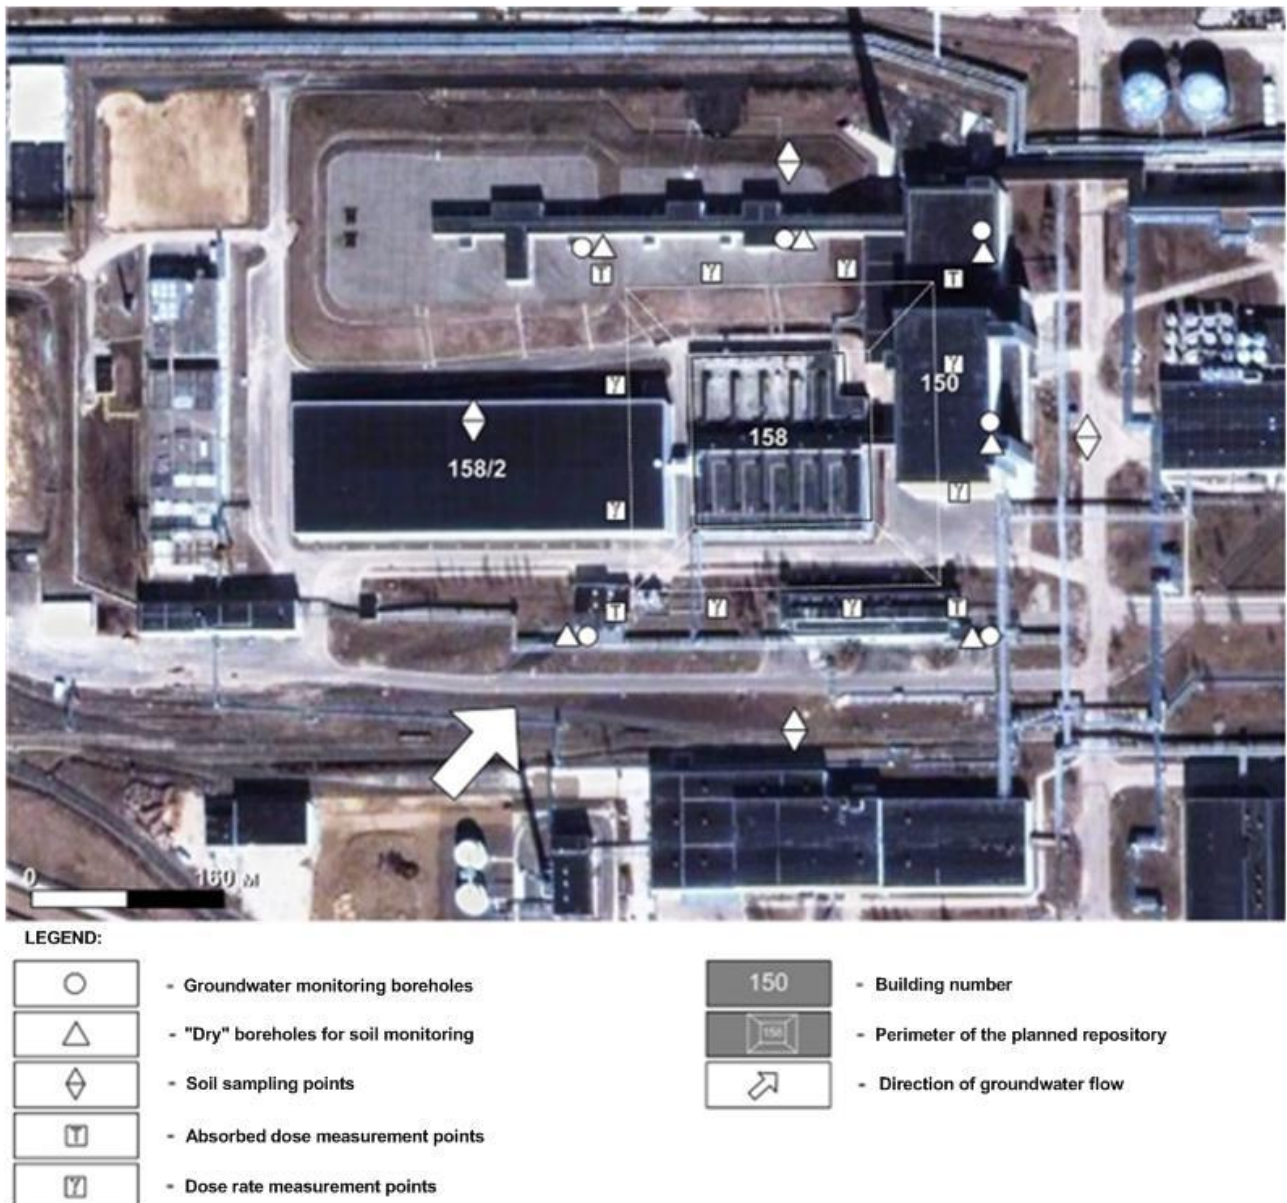 T
γ
γ
T
γ
γ
150
158
158/2
γ
γ
T
γ
γ
T
0 160 м
LEGEND:
- Groundwater monitoring boreholes
- "Dry" boreholes for soil monitoring
- Soil sampling points
T - Absorbed dose measurement points
γ - Dose rate measurement points
150 - Building number
158 - Perimeter of the planned repository
- Direction of groundwater flow